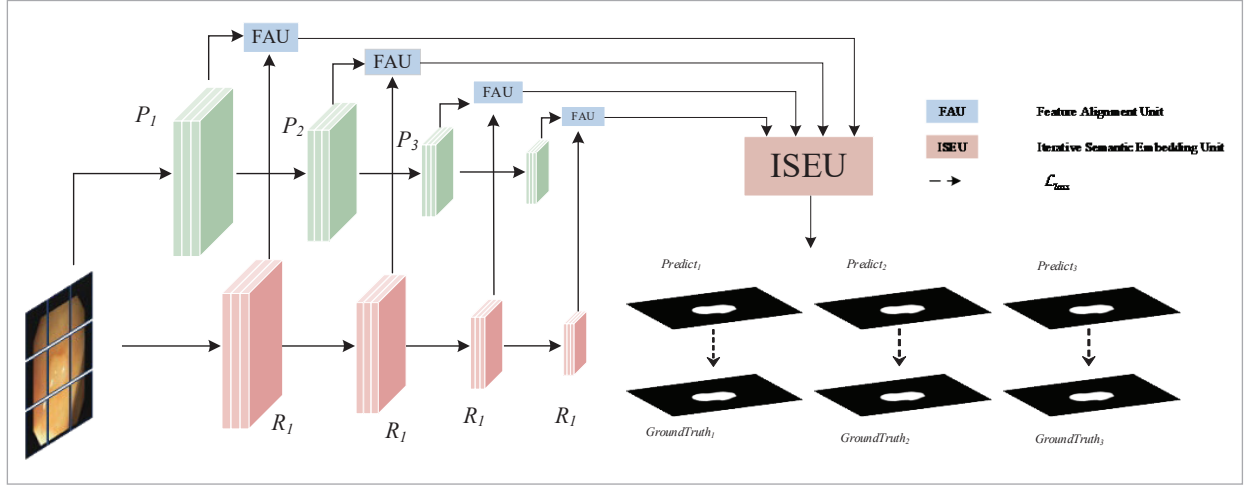 FAU
FAU
FAU
FAU
P1
P2
P3
ISEU
FAU Feature Alignment Unit
ISEU Iterative Semantic Embedding Unit
R1
R1
R1
R1
Predict1
Predict2
Predict3
GroundTruth1
GroundTruth2
GroundTruth3